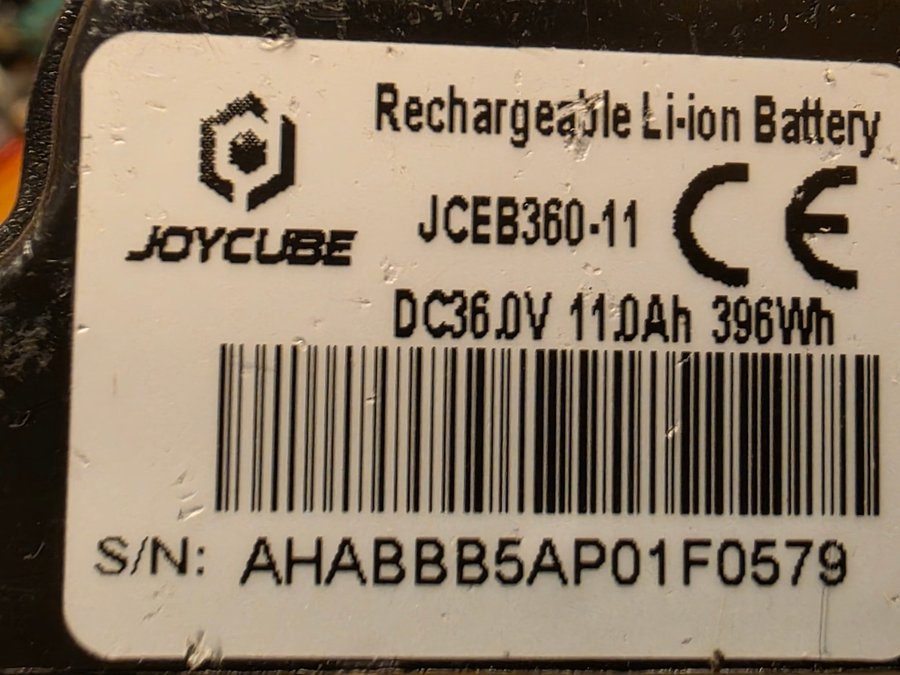 Rechargeable Li-ion Battery
JOYCUBE
JCEB360-11
CE
DC36.0V 11.0Ah 396Wh
S/N: AHABBB5AP01F0579